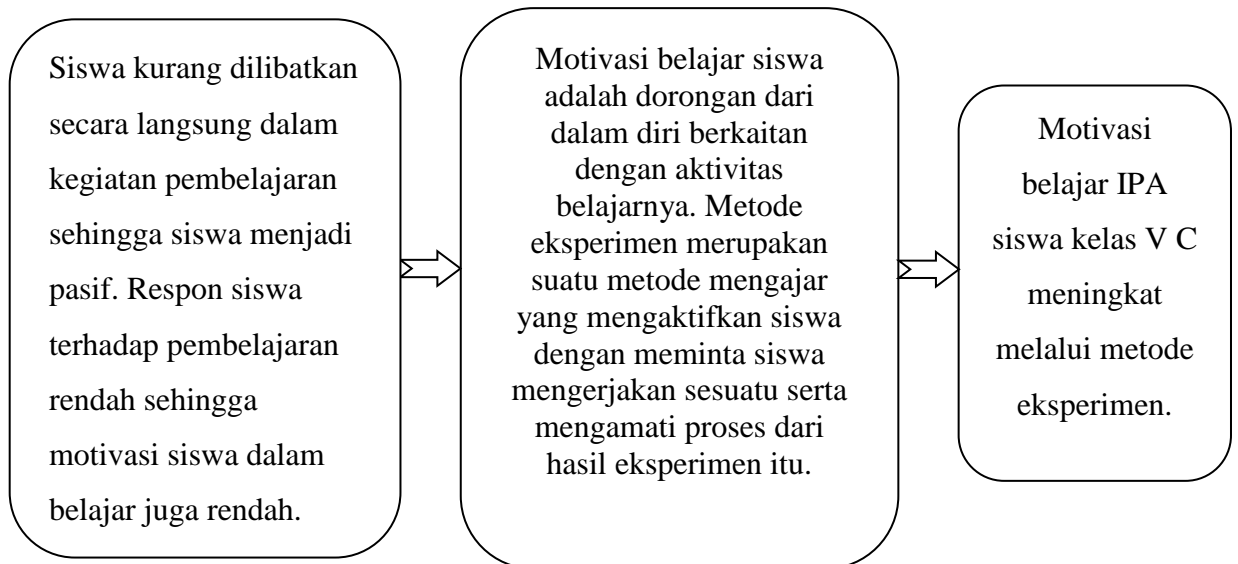 Siswa kurang dilibatkan
secara langsung dalam
kegiatan pembelajaran
sehingga siswa menjadi
pasif. Respon siswa
terhadap pembelajaran
rendah sehingga
motivasi siswa dalam
belajar juga rendah.
Motivasi belajar siswa
adalah dorongan dari
dalam diri berkaitan
dengan aktivitas
belajarnya. Metode
eksperimen merupakan
suatu metode mengajar
yang mengaktifkan siswa
dengan meminta siswa
mengerjakan sesuatu serta
mengamati proses dari
hasil eksperimen itu.
Motivasi
belajar IPA
siswa kelas V C
meningkat
melalui metode
eksperimen.